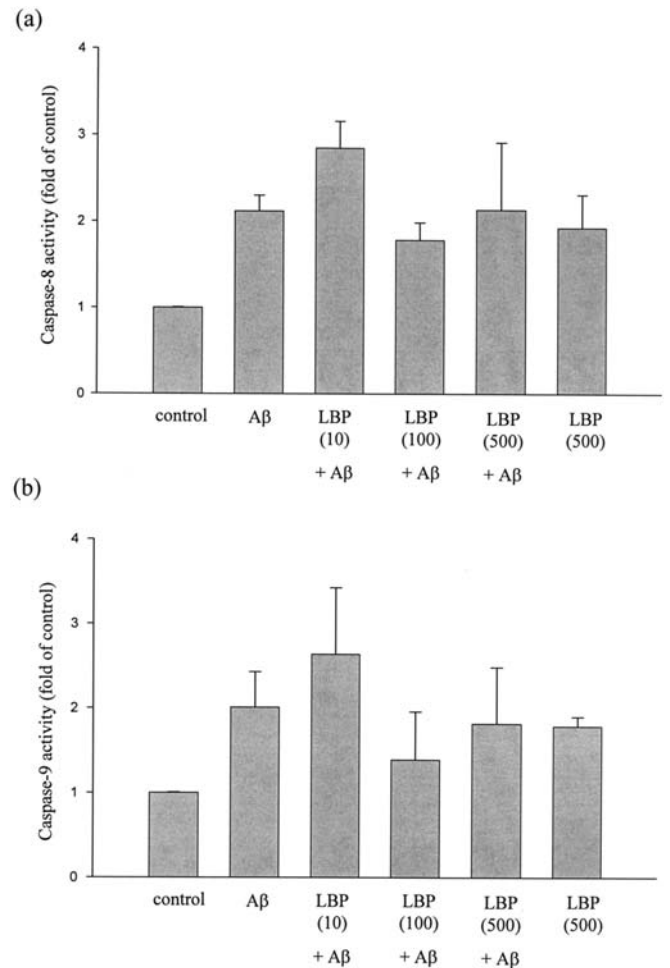 (a)
Caspase-8 activity (fold of control)
4
3
2
1
0
control Aβ LBP LBP LBP LBP
(10) (100) (500) (500)
+ Aβ + Aβ + Aβ
(b)
Caspase-9 activity (fold of control)
4
3
2
1
0
control Aβ LBP LBP LBP LBP
(10) (100) (500) (500)
+ Aβ + Aβ + Aβ